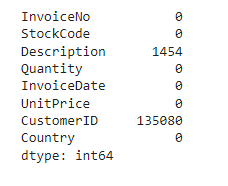 InvoiceNo 0
StockCode 0
Description 1454
Quantity 0
InvoiceDate 0
UnitPrice 0
CustomerID 135080
Country 0
dtype: int64